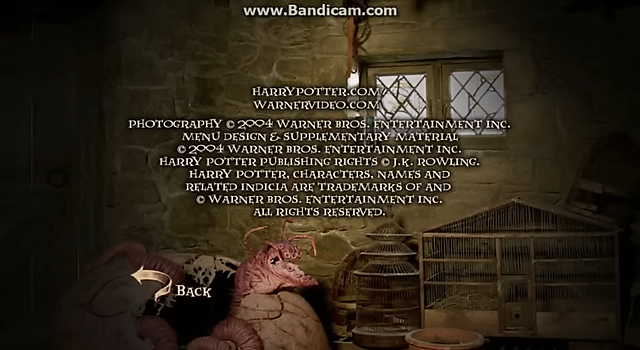 www.Bandicam.com
HARRYPOTTER.COM
WARNERVIDEO.COM
PHOTOGRAPHY © 2004 WARNER BROS. ENTERTAINMENT INC.
MENU DESIGN & SUPPLEMENTARY MATERIAL
© 2004 WARNER BROS. ENTERTAINMENT INC.
HARRY POTTER PUBLISHING RIGHTS © J.K. ROWLING.
HARRY POTTER, CHARACTERS, NAMES AND
RELATED INDICIA ARE TRADEMARKS OF AND
© WARNER BROS. ENTERTAINMENT INC.
ALL RIGHTS RESERVED.
BACK